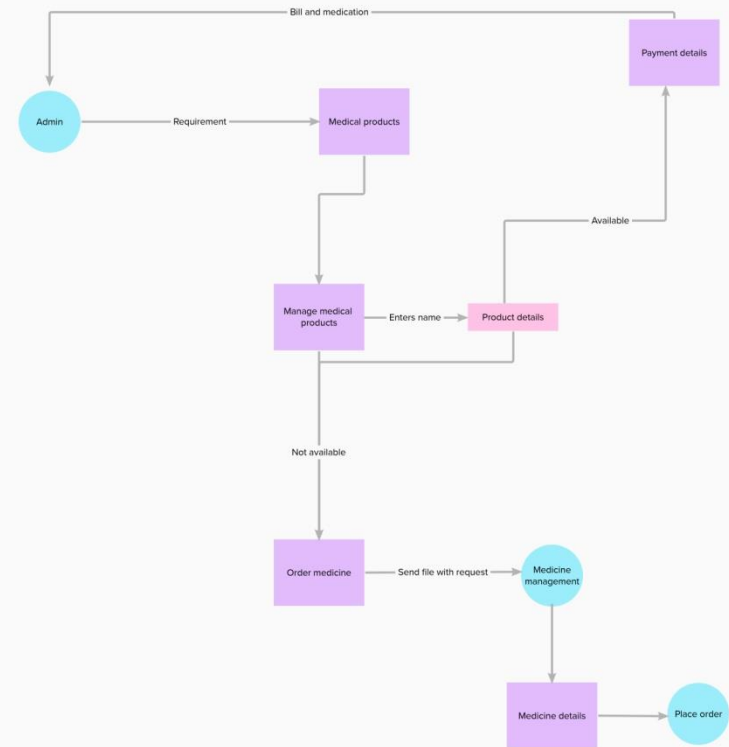 Bill and medication
Payment details
Admin
Requirement
Medical products
Available
Manage medical
products
Enters name
Product details
Not available
Order medicine
Send file with request
Medicine
management
Medicine details
Place order